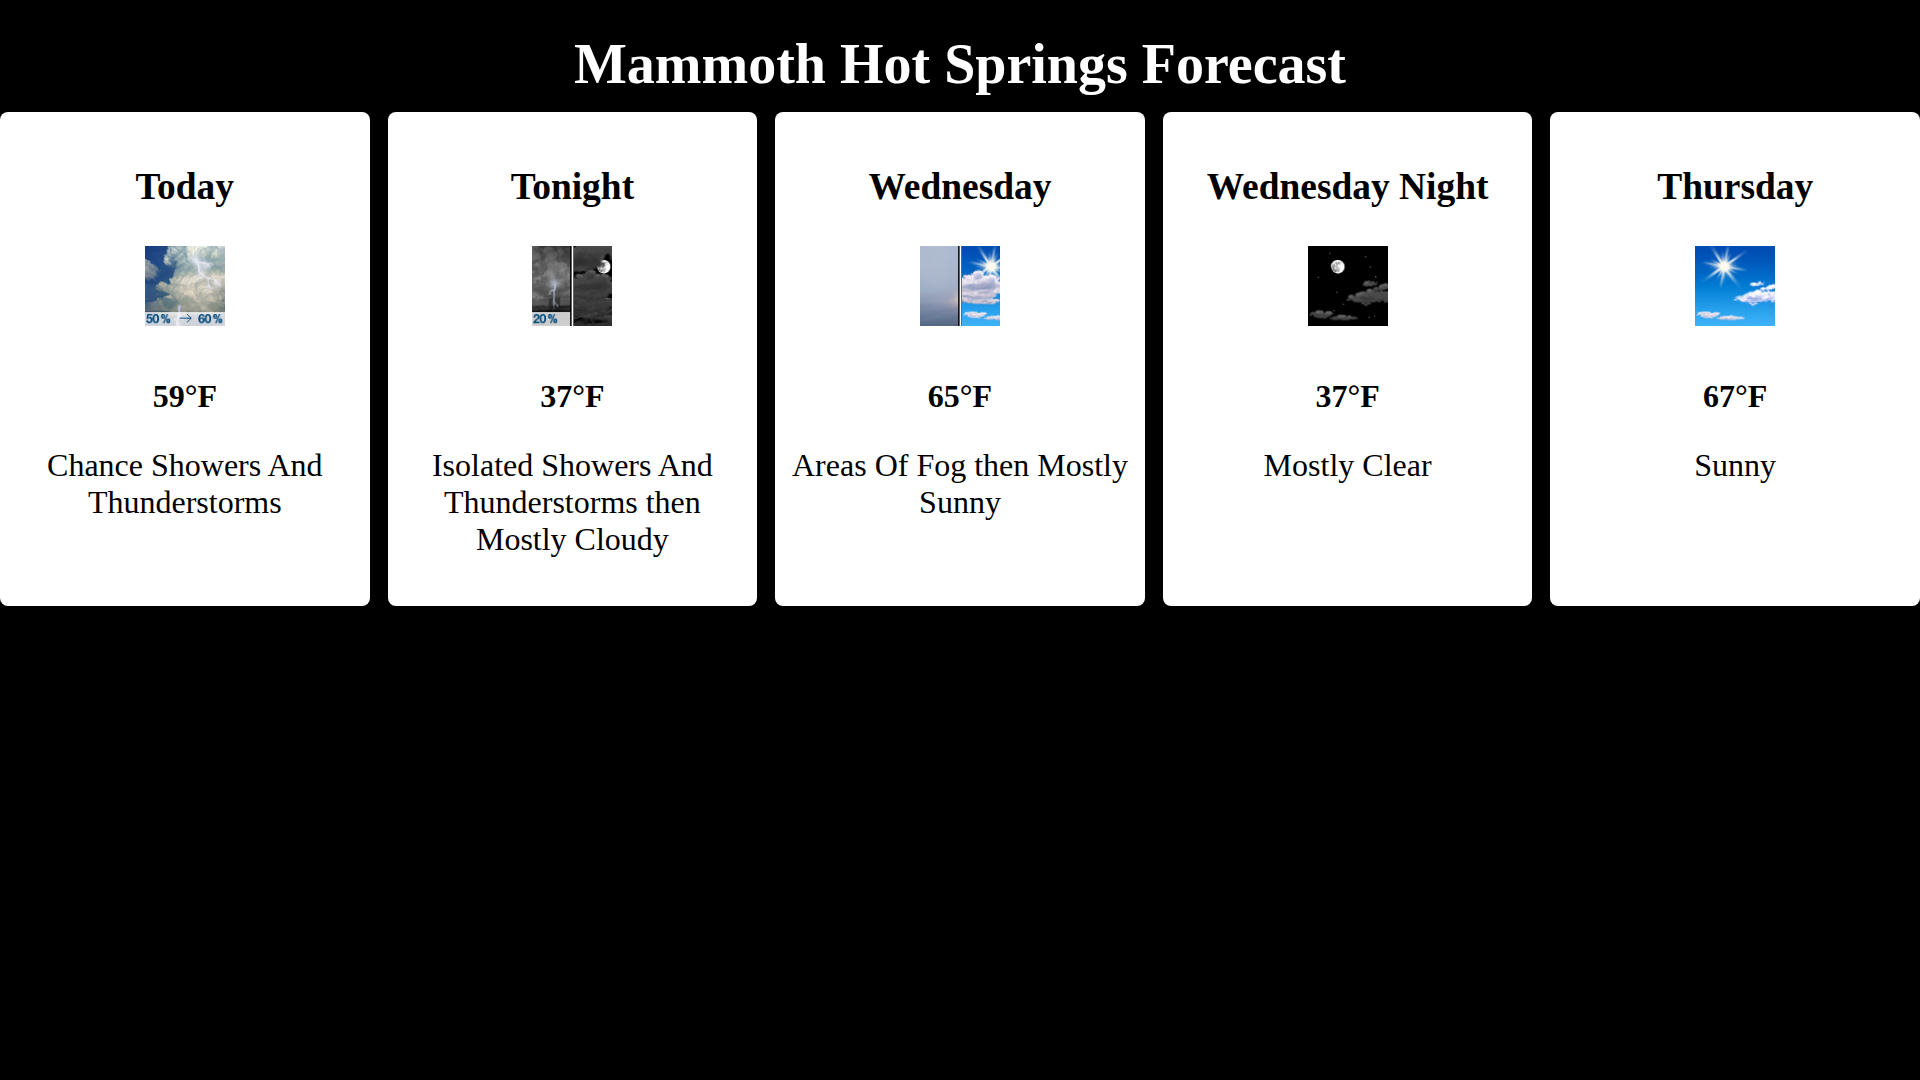 Mammoth Hot Springs Forecast
Today
50% → 60%
59°F
Chance Showers And
Thunderstorms
Tonight
20%
37°F
Isolated Showers And
Thunderstorms then
Mostly Cloudy
Wednesday
65°F
Areas Of Fog then Mostly
Sunny
Wednesday Night
37°F
Mostly Clear
Thursday
67°F
Sunny